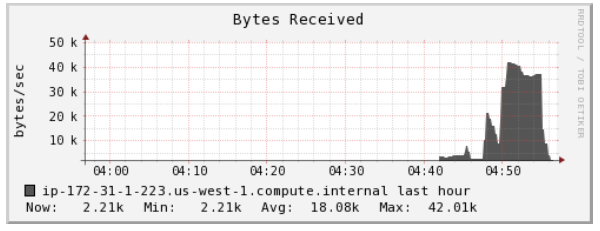 Bytes Received
RRDTOOL / TOBI OETIKER
bytes/sec
50 k
40 k
30 k
20 k
10 k
04:00 04:10 04:20 04:30 04:40 04:50
ip-172-31-1-223.us-west-1.compute.internal last hour
Now: 2.21k Min: 2.21k Avg: 18.08k Max: 42.01k